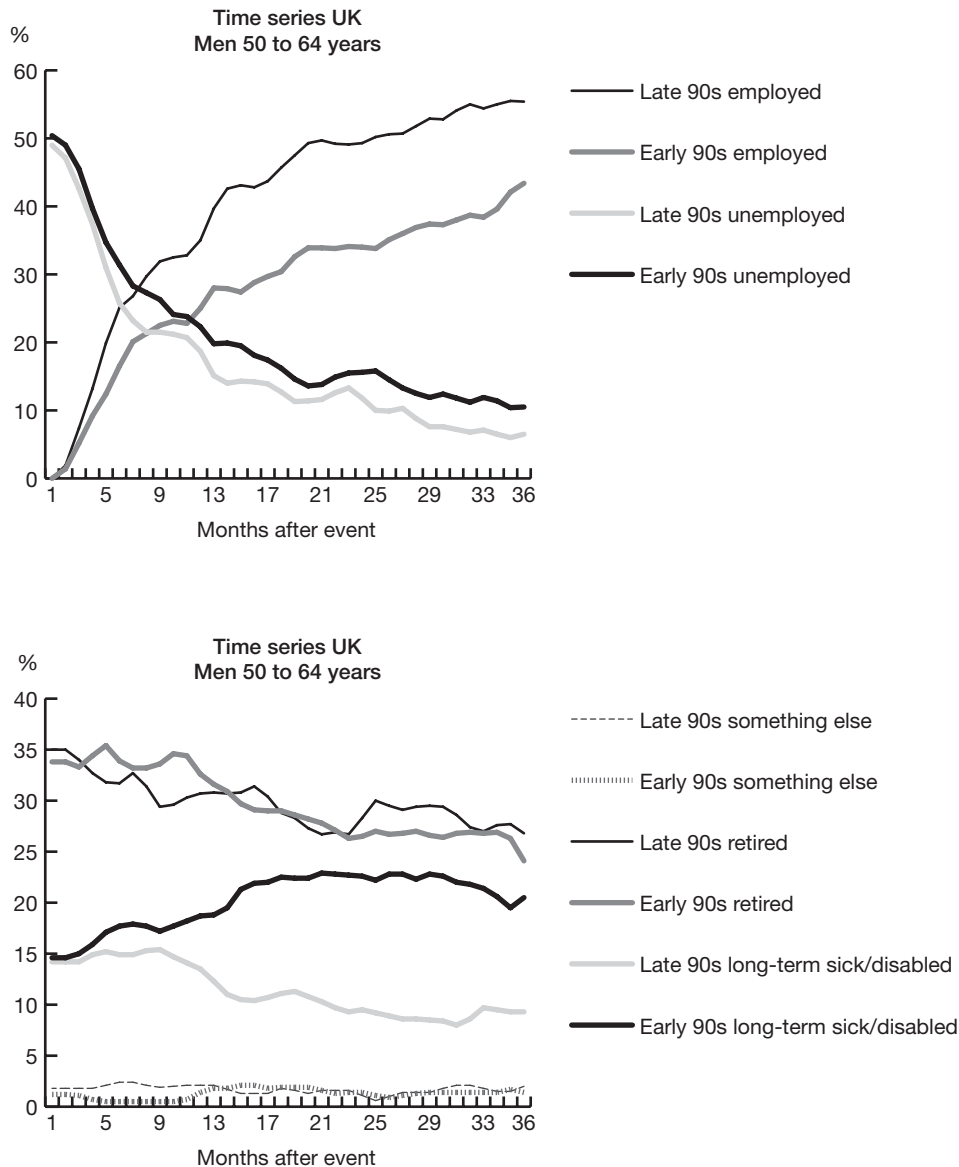 Time series UK
Men 50 to 64 years
%
60
50
40
30
20
10
0
1 5 9 13 17 21 25 29 33 36
Months after event
Late 90s employed
Early 90s employed
Late 90s unemployed
Early 90s unemployed
Time series UK
Men 50 to 64 years
%
40
35
30
25
20
15
10
5
0
1 5 9 13 17 21 25 29 33 36
Months after event
Late 90s something else
Early 90s something else
Late 90s retired
Early 90s retired
Late 90s long-term sick/disabled
Early 90s long-term sick/disabled